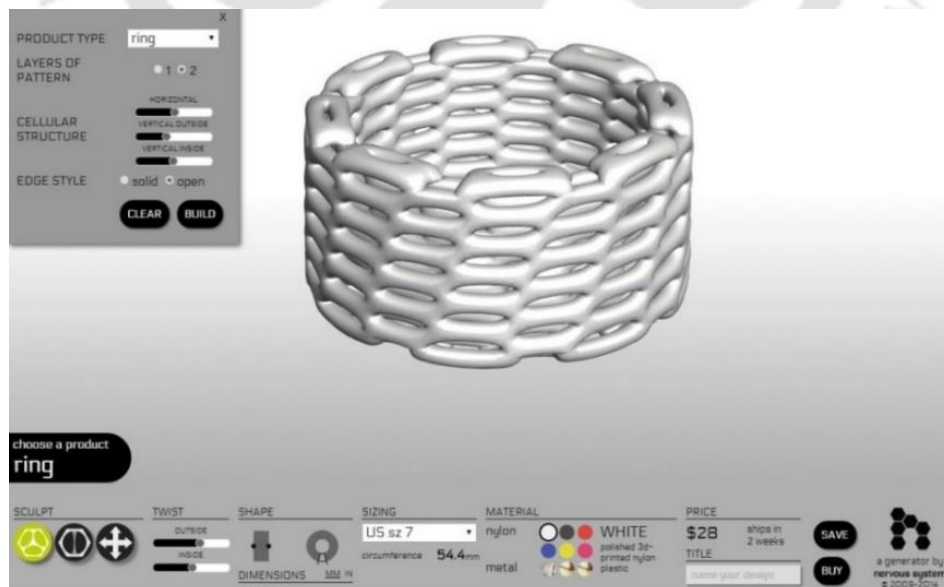 X
PRODUCT TYPE ring
LAYERS OF
PATTERN
1 2
HORIZONTAL
VERTICAL OUTSIDE
VERTICAL INSIDE
CELLULAR
STRUCTURE
EDGE STYLE solid open
CLEAR BUILD
choose a product
ring
SCULPT
TWIST
OUTSIDE
INSIDE
SHAPE
DIMENSIONS MM IN
SIZING
US sz 7
circumference 54.4mm
MATERIAL
nylon
metal
WHITE
polished 3d-
printed nylon
plastic
PRICE
$28
ships in
2 weeks
TITLE
name your design
SAVE
BUY
a generator by
nervous system